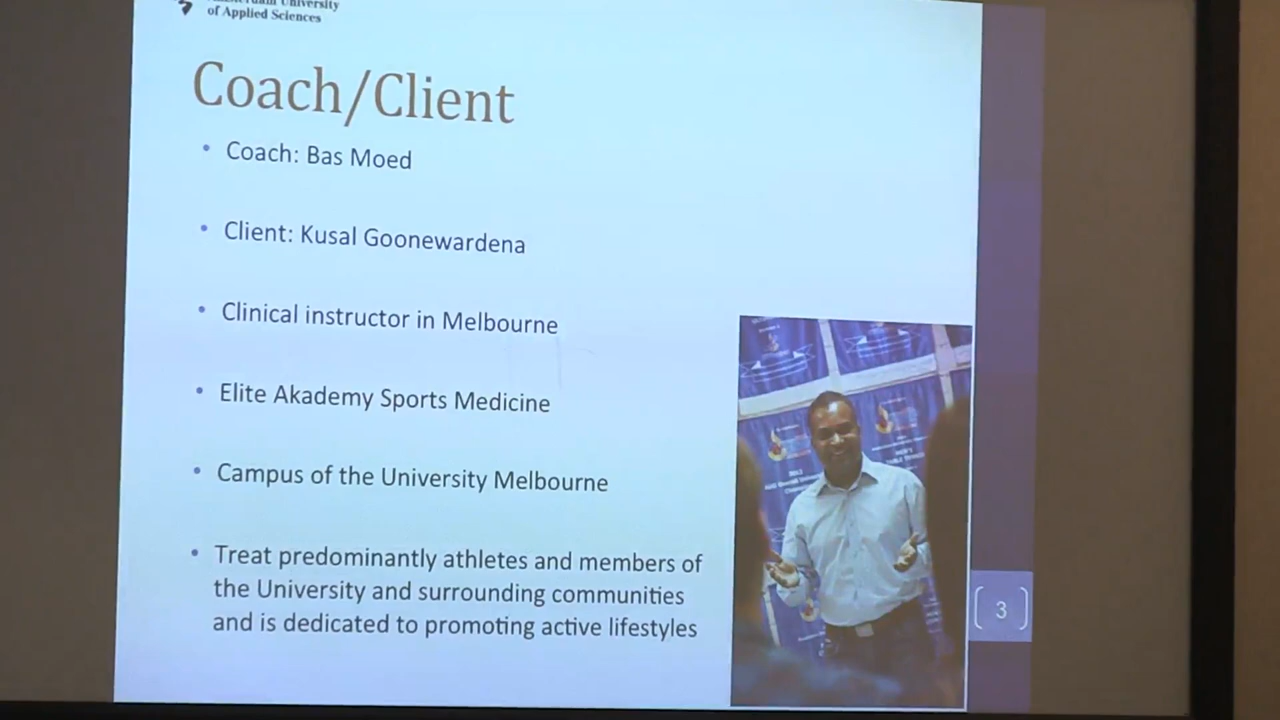 University
of Applied Sciences
Coach/Client
• Coach: Bas Moed
• Client: Kusal Goonewardena
• Clinical instructor in Melbourne
• Elite Akademy Sports Medicine
• Campus of the University Melbourne
• Treat predominantly athletes and members of
the University and surrounding communities
and is dedicated to promoting active lifestyles
[ 3 ]